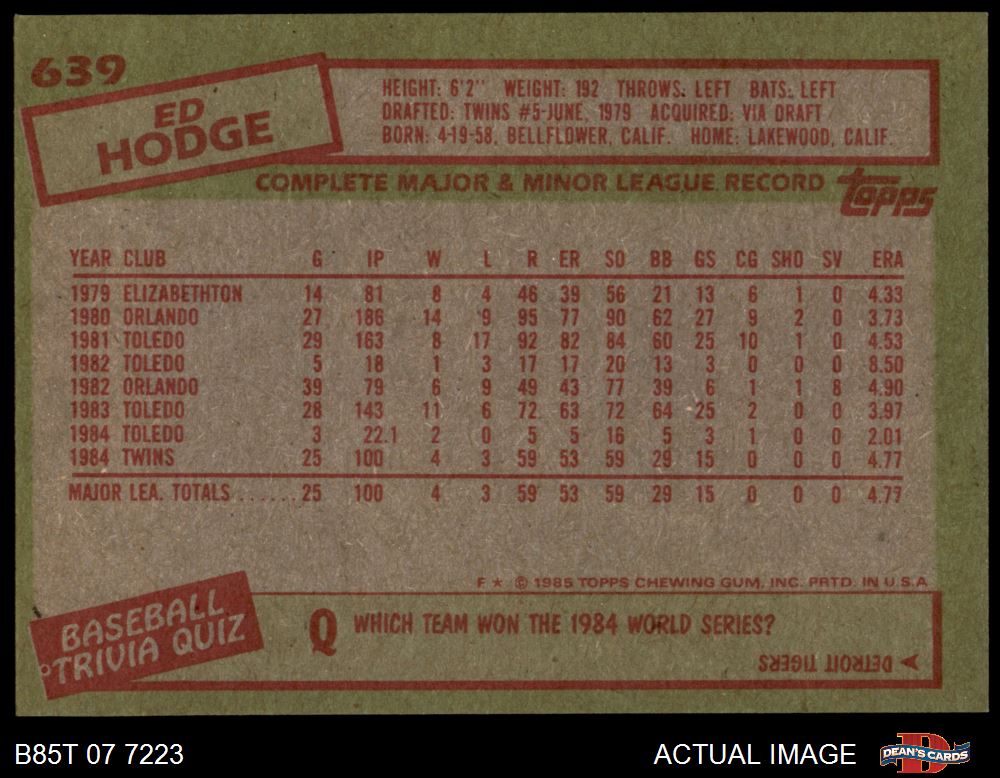 639
ED
HODGE
HEIGHT: 6'2" WEIGHT: 192 THROWS: LEFT BATS: LEFT
DRAFTED: TWINS #5-JUNE, 1979 ACQUIRED: VIA DRAFT
BORN: 4-19-58, BELLFLOWER, CALIF. HOME: LAKEWOOD, CALIF.
COMPLETE MAJOR & MINOR LEAGUE RECORD
topps
YEAR CLUB G IP W L R ER SO BB GS CG SHO SV ERA
1979 ELIZABETHTON 14 81 8 4 46 39 56 21 13 6 1 0 4.33
1980 ORLANDO 27 186 14 9 95 77 90 62 27 9 2 0 3.73
1981 TOLEDO 29 163 8 17 92 82 84 60 25 10 1 0 4.53
1982 TOLEDO 5 18 1 3 17 17 20 13 3 0 0 0 8.50
1982 ORLANDO 39 79 6 9 49 43 77 39 6 1 1 8 4.90
1983 TOLEDO 28 143 11 6 72 63 72 64 25 2 0 0 3.97
1984 TOLEDO 3 22.1 2 0 5 5 16 5 3 1 0 0 2.01
1984 TWINS 25 100 4 3 59 53 59 29 15 0 0 0 4.77
MAJOR LEA. TOTALS ......25 100 4 3 59 53 59 29 15 0 0 0 4.77
F ★ © 1985 TOPPS CHEWING GUM, INC. PRTD. IN U.S.A
BASEBALL
TRIVIA QUIZ
Q WHICH TEAM WON THE 1984 WORLD SERIES?
DETROIT TIGERS
B85T 07 7223
ACTUAL IMAGE
DEAN'S CARDS